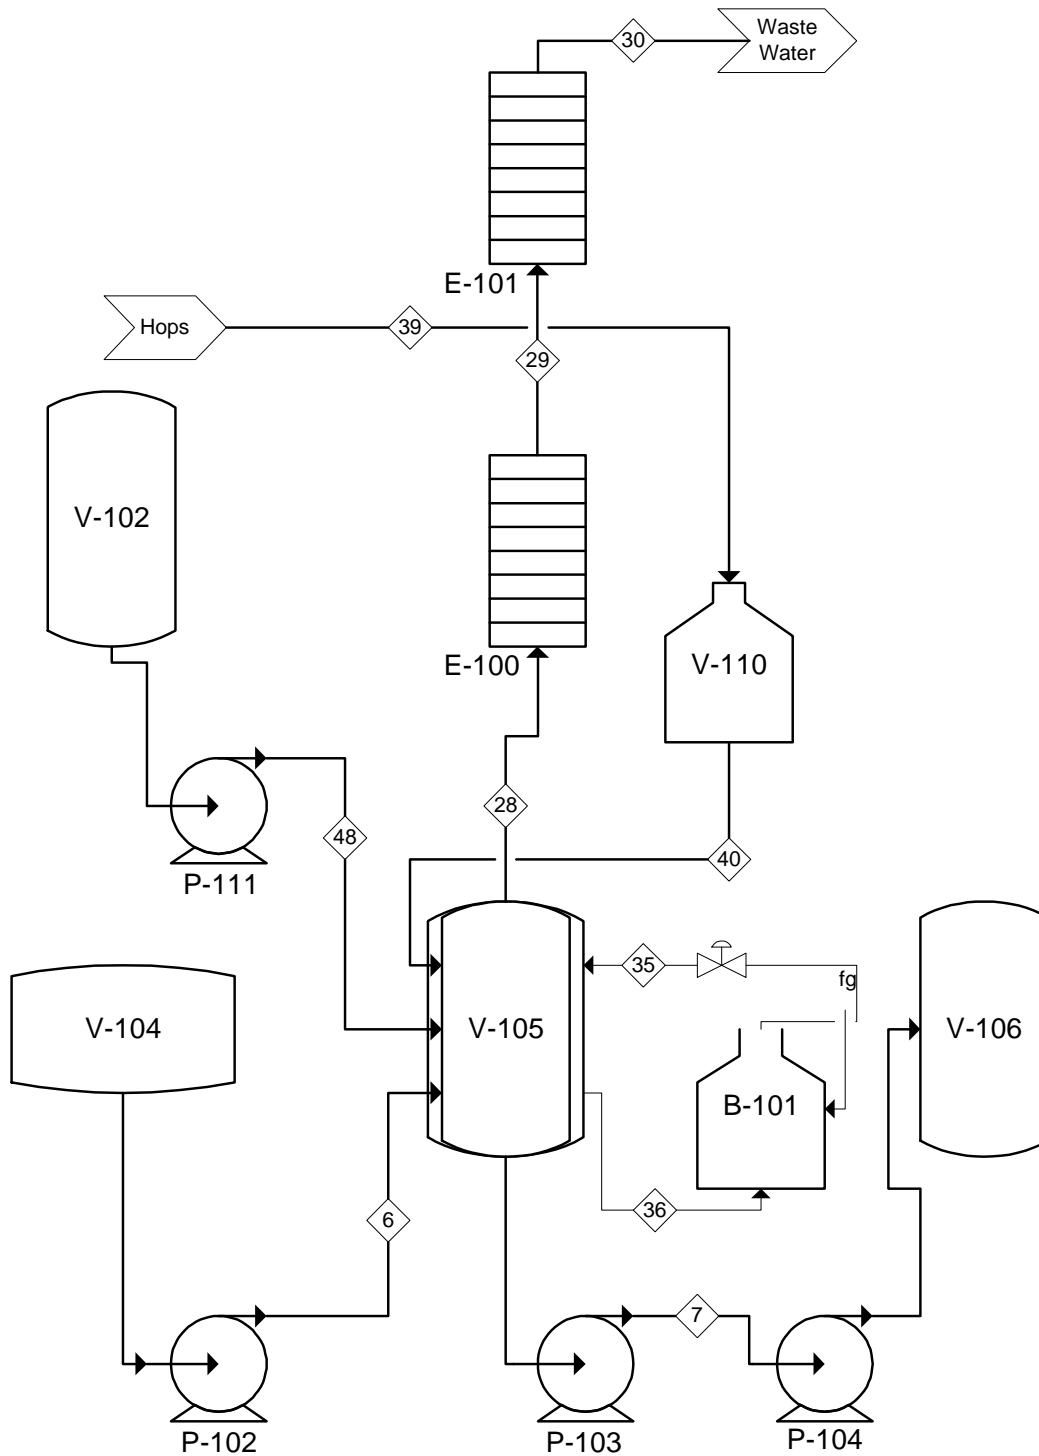 30
Waste
Water
E-101
Hops
39
29
V-102
E-100
V-110
28
48
40
P-111
35
fg
V-104
V-105
V-106
B-101
36
6
7
P-102
P-103
P-104